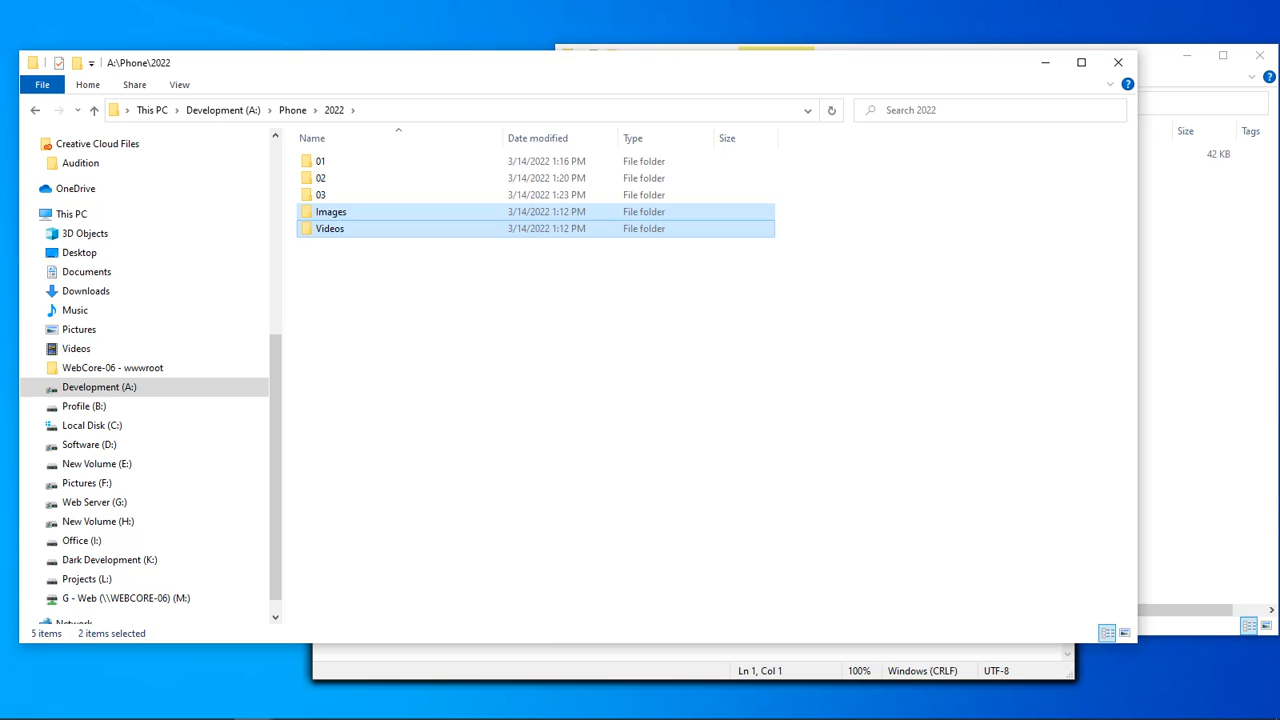 A:\Phone\2022
File Home Share View
This PC Development (A:) Phone 2022
Search 2022
Name Date modified Type Size
01 3/14/2022 1:16 PM File folder
02 3/14/2022 1:20 PM File folder
03 3/14/2022 1:23 PM File folder
Images 3/14/2022 1:12 PM File folder
Videos 3/14/2022 1:12 PM File folder
Creative Cloud Files
Audition
OneDrive
This PC
3D Objects
Desktop
Documents
Downloads
Music
Pictures
Videos
WebCore-06 - wwwroot
Development (A:)
Profile (B:)
Local Disk (C:)
Software (D:)
New Volume (E:)
Pictures (F:)
Web Server (G:)
New Volume (H:)
Office (I:)
Dark Development (K:)
Projects (L:)
G - Web (\\WEBCORE-06) (M:)
Network
5 items 2 items selected
Size Tags
42 KB
Ln 1, Col 1 100% Windows (CRLF) UTF-8